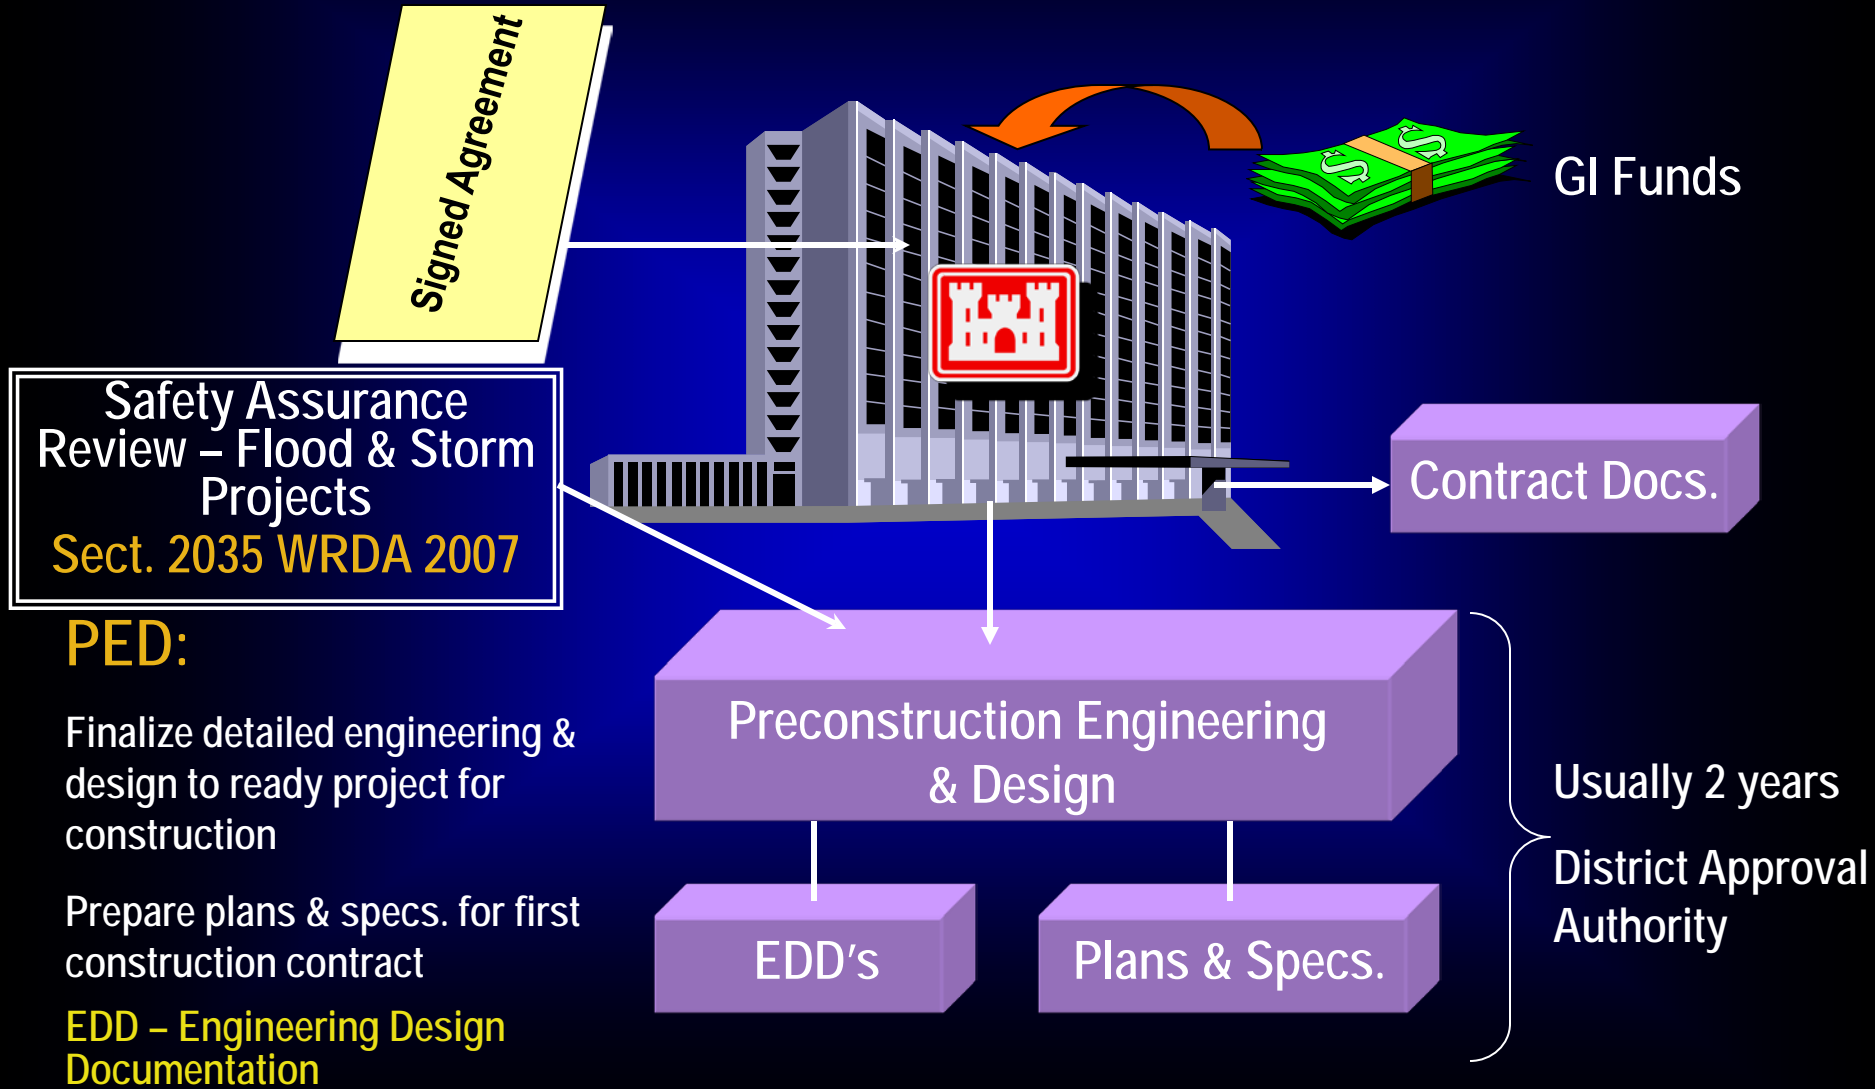 Signed Agreement
GI Funds
Safety Assurance
Review – Flood & Storm
Projects
Sect. 2035 WRDA 2007
Contract Docs.
PED:
Finalize detailed engineering &
design to ready project for
construction
Prepare plans & specs. for first
construction contract
EDD – Engineering Design
Documentation
Preconstruction Engineering
& Design
EDD's
Plans & Specs.
Usually 2 years
District Approval
Authority